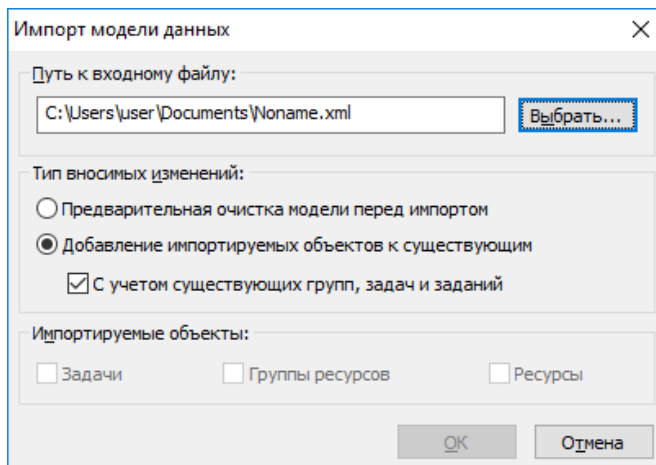 Импорт модели данных
Путь к входному файлу:
C:\Users\user\Documents\Noname.xml
Выбрать...
Тип вносимых изменений:
Предварительная очистка модели перед импортом
Добавление импортируемых объектов к существующим
С учетом существующих групп, задач и заданий
Импортируемые объекты:
Задачи Группы ресурсов Ресурсы
OK Отмена